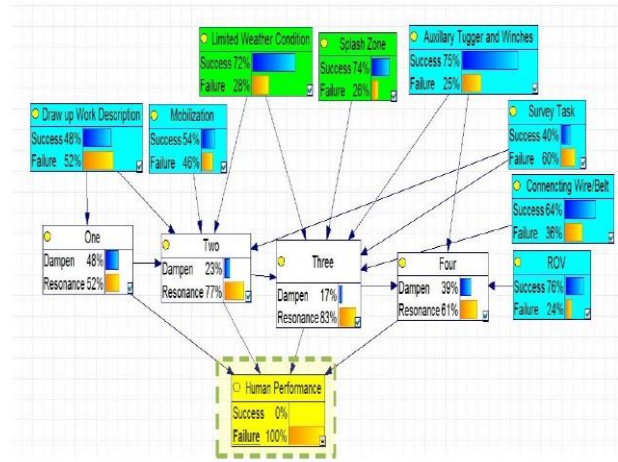 Limited Weather Condition
Success 72%
Failure 28%
Splash Zone
Success 74%
Failure 26%
Auxillary Tugger and Winches
Success 75%
Failure 25%
Draw up Work Description
Success 48%
Failure 52%
Mobilization
Success 54%
Failure 46%
Survey Task
Success 40%
Failure 60%
Connencting Wire/Belt
Success 64%
Failure 36%
One
Dampen 48%
Resonance 52%
Two
Dampen 23%
Resonance 77%
Three
Dampen 17%
Resonance 83%
Four
Dampen 39%
Resonance 61%
ROV
Success 76%
Failure 24%
Human Performance
Success 0%
Failure 100%